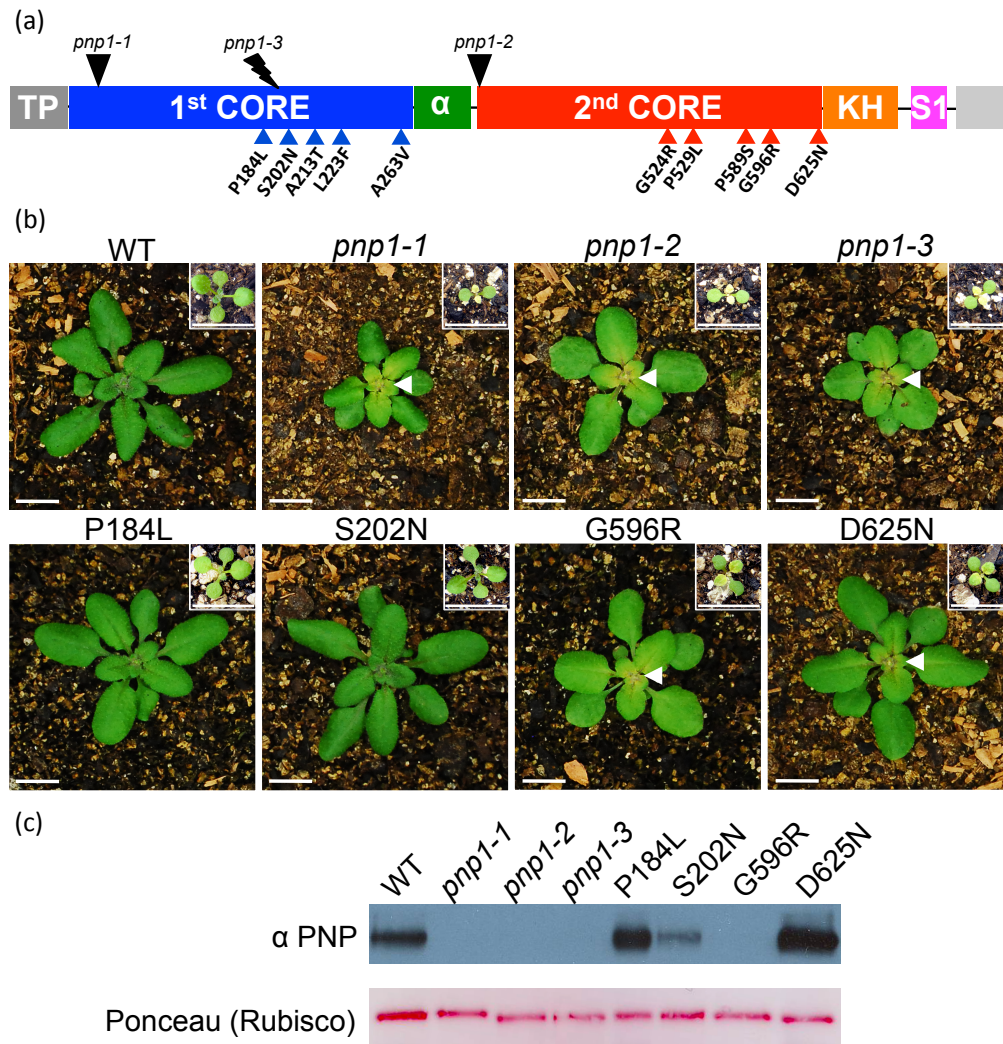 (a)
pnp1-1 pnp1-3 pnp1-2
TP 1st CORE α 2nd CORE KH S1
P184L S202N A213T L223F A263V G524R P529L P589S G596R D625N
(b)
WT pnp1-1 pnp1-2 pnp1-3
P184L S202N G596R D625N
(c)
WT pnp1-1 pnp1-2 pnp1-3 P184L S202N G596R D625N
α PNP
Ponceau (Rubisco)